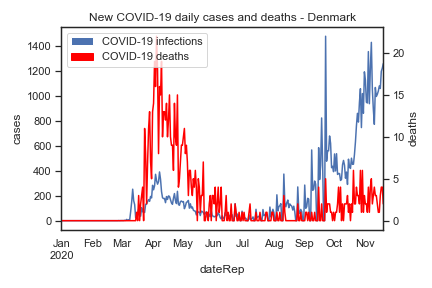 New COVID-19 daily cases and deaths - Denmark
COVID-19 infections
COVID-19 deaths
1400
1200
1000
800
600
400
200
0
cases
20
15
10
5
0
deaths
Jan Feb Mar Apr May Jun Jul Aug Sep Oct Nov
2020
dateRep